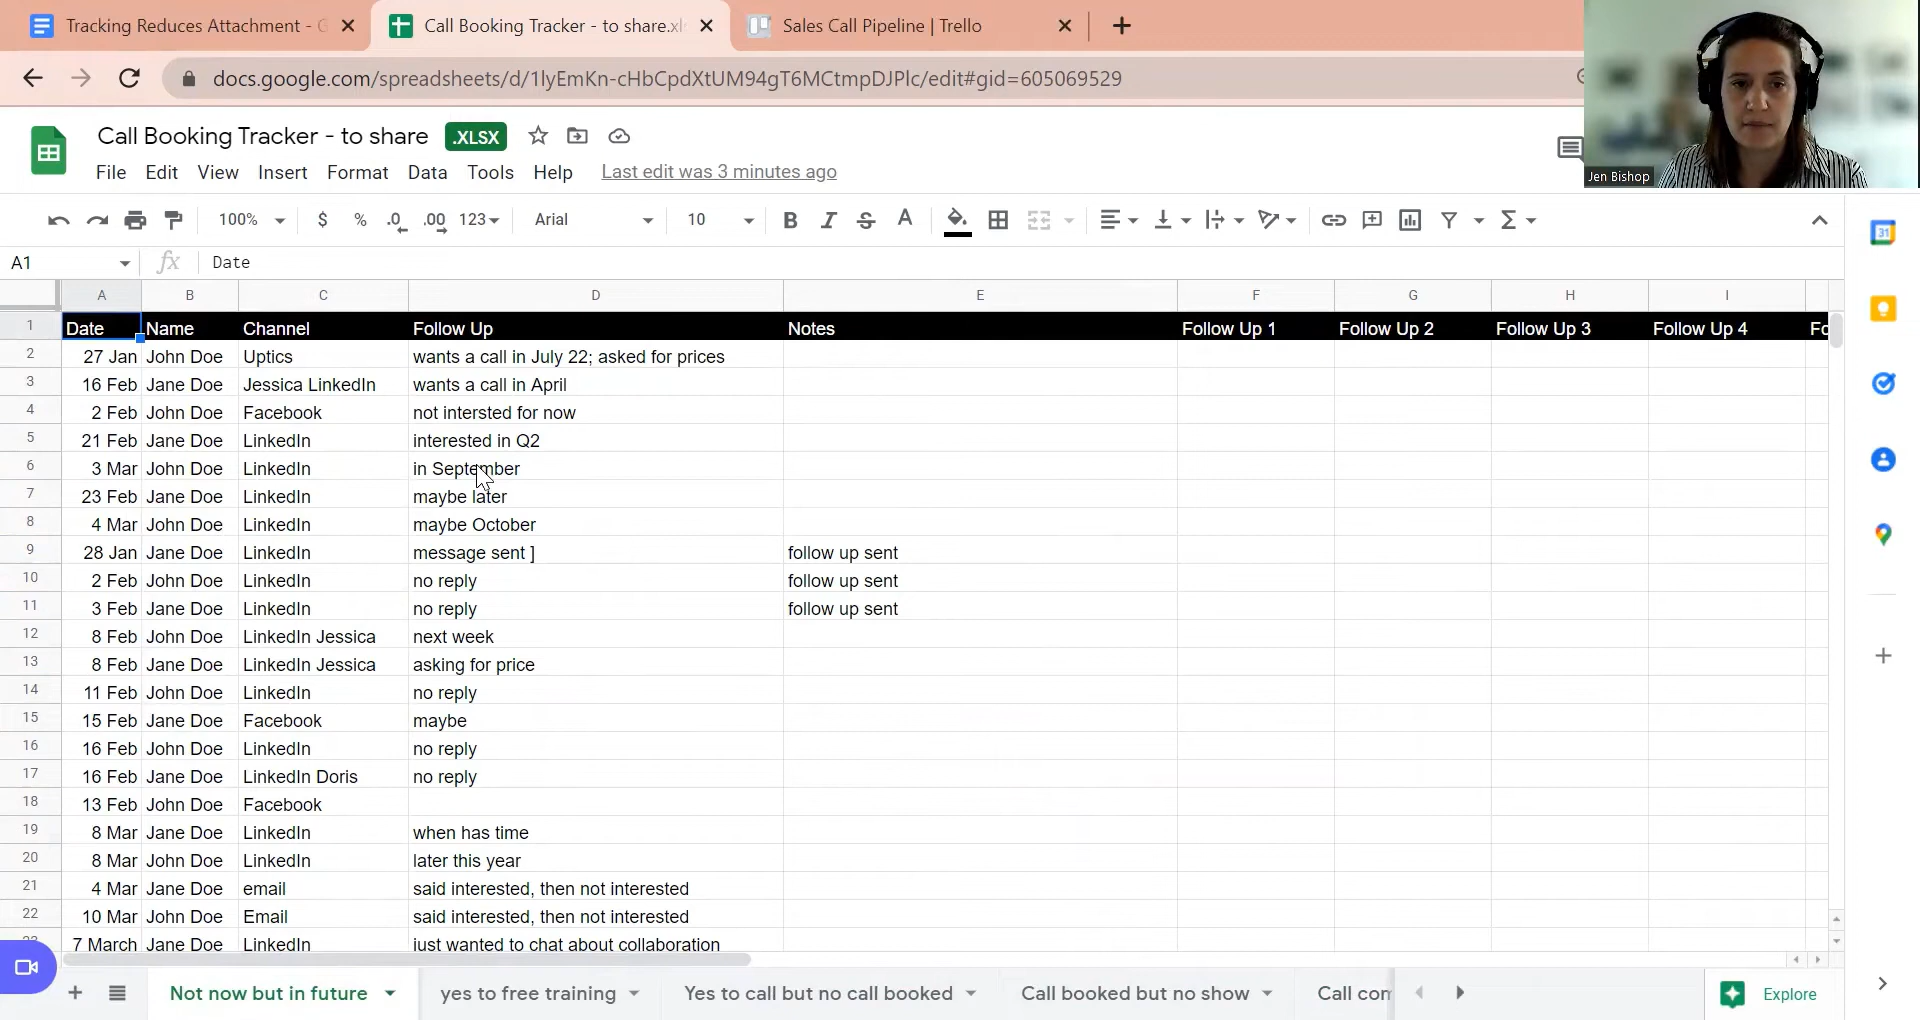 Tracking Reduces Attachment - G
Call Booking Tracker - to share.xls
Sales Call Pipeline | Trello
docs.google.com/spreadsheets/d/1lyEmKn-cHbCpdXtUM94gT6MCtmpDJPlc/edit#gid=605069529
Call Booking Tracker - to share .XLSX
File Edit View Insert Format Data Tools Help Last edit was 3 minutes ago
Jen Bishop
100% $ % .0 .00 123 Arial 10 B I S A
31
A1 fx Date
A B C D E F G H I
1 Date Name Channel Follow Up Notes Follow Up 1 Follow Up 2 Follow Up 3 Follow Up 4 Fo
2 27 Jan John Doe Uptics wants a call in July 22; asked for prices
3 16 Feb Jane Doe Jessica LinkedIn wants a call in April
4 2 Feb John Doe Facebook not intersted for now
5 21 Feb Jane Doe LinkedIn interested in Q2
6 3 Mar John Doe LinkedIn in September
7 23 Feb Jane Doe LinkedIn maybe later
8 4 Mar John Doe LinkedIn maybe October
9 28 Jan Jane Doe LinkedIn message sent ] follow up sent
10 2 Feb John Doe LinkedIn no reply follow up sent
11 3 Feb Jane Doe LinkedIn no reply follow up sent
12 8 Feb John Doe LinkedIn Jessica next week
13 8 Feb Jane Doe LinkedIn Jessica asking for price
14 11 Feb John Doe LinkedIn no reply
15 15 Feb Jane Doe Facebook maybe
16 16 Feb John Doe LinkedIn no reply
17 16 Feb Jane Doe LinkedIn Doris no reply
18 13 Feb John Doe Facebook
19 8 Mar Jane Doe LinkedIn when has time
20 8 Mar John Doe LinkedIn later this year
21 4 Mar Jane Doe email said interested, then not interested
22 10 Mar John Doe Email said interested, then not interested
23 7 March Jane Doe LinkedIn just wanted to chat about collaboration
Not now but in future yes to free training Yes to call but no call booked Call booked but no show Call com Explore